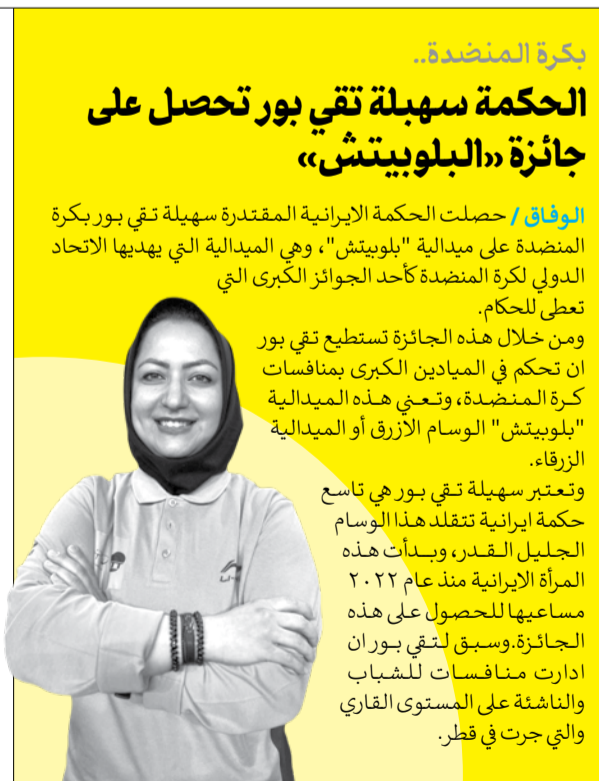 بكرة المنضدة..
الحكمة سهيلة تقي بور تحصل على
جائزة «البلوبيتش»
الوفاق / حصلت الحكمة الايرانية المقتدرة سهيلة تقي بور بكرة
المنضدة على ميدالية "بلوبيتش"، وهي الميدالية التي يهديها الاتحاد
الدولي لكرة المنضدة كأحد الجوائز الكبرى التي
تعطى للحكام.
ومن خلال هذه الجائزة تستطيع تقي بور
ان تحكم في الميادين الكبرى بمنافسات
كرة المنضدة، وتعني هذه الميدالية
"بلوبيتش" الوسام الأزرق أو الميدالية
الزرقاء.
وتعتبر سهيلة تقي بور هي تاسع
حكمة ايرانية تتقلد هذا الوسام
الجليل القدر، وبدأت هذه
المرأة الايرانية منذ عام ٢٠٢٢
مساعيها للحصول على هذه
الجائزة.وسبق لتقي بور ان
ادارت منافسات للشباب
والناشئة على المستوى القاري
والتي جرت في قطر.